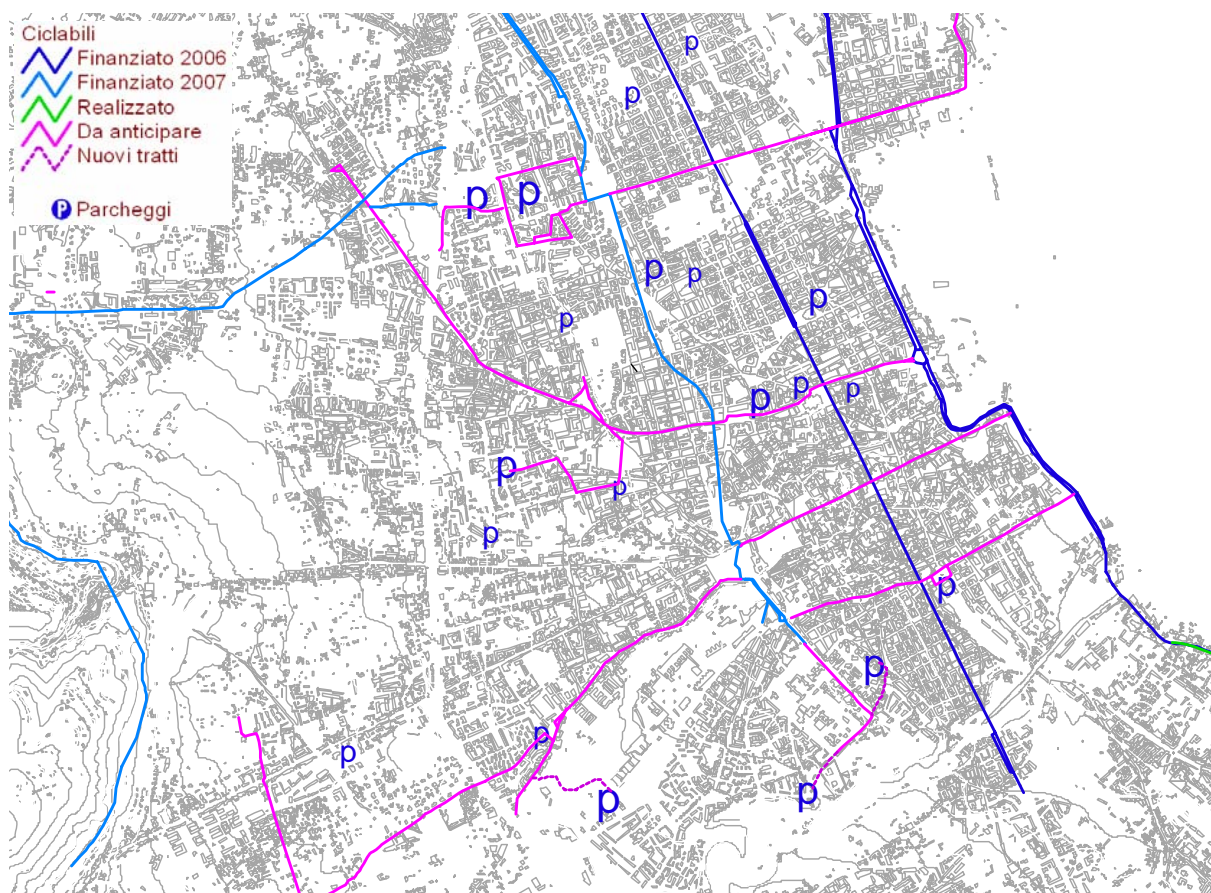 Ciclabili
Finanziato 2006
Finanziato 2007
Realizzato
Da anticipare
Nuovi tratti
P Parcheggi
p
p
p p
p
p p
p
p
p p p
p
p
p
p
p
p
p
p
p